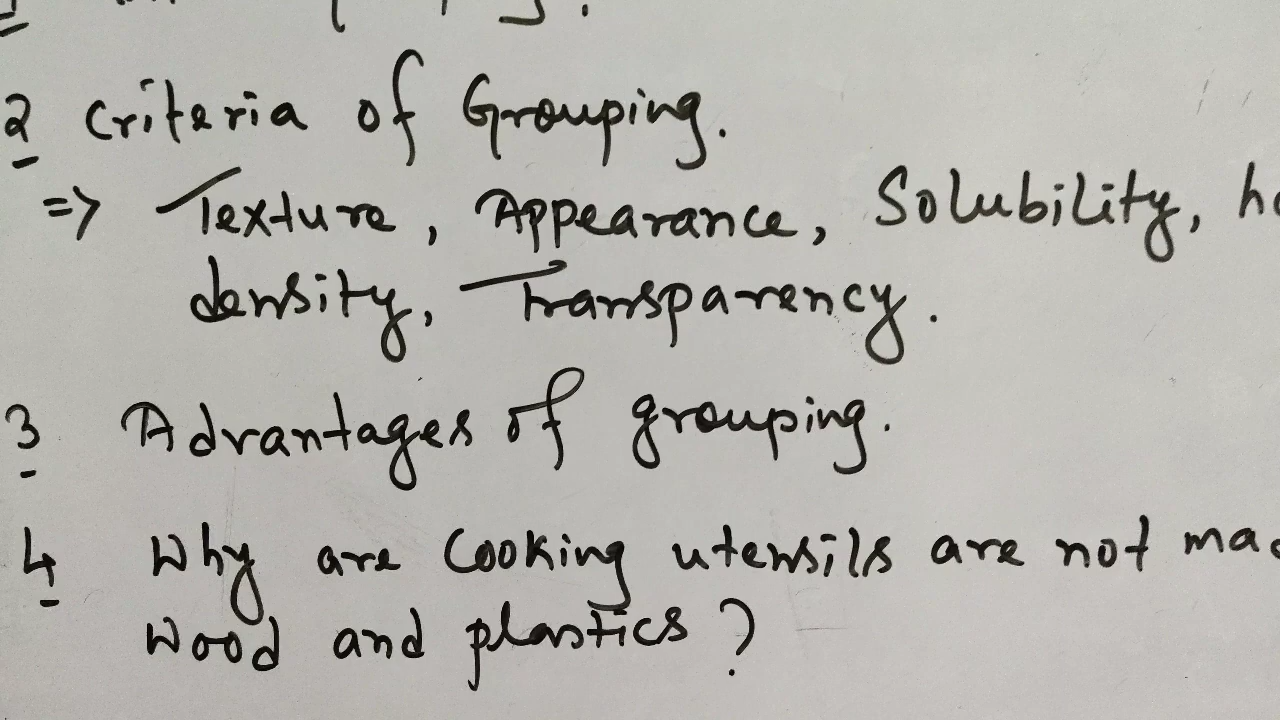 2 Criteria of Grouping.
=> Texture, Appearance, Solubility,
density, Transparency.
3 Advantages of grouping.
4 Why are Cooking utensils are not
wood and plastics?